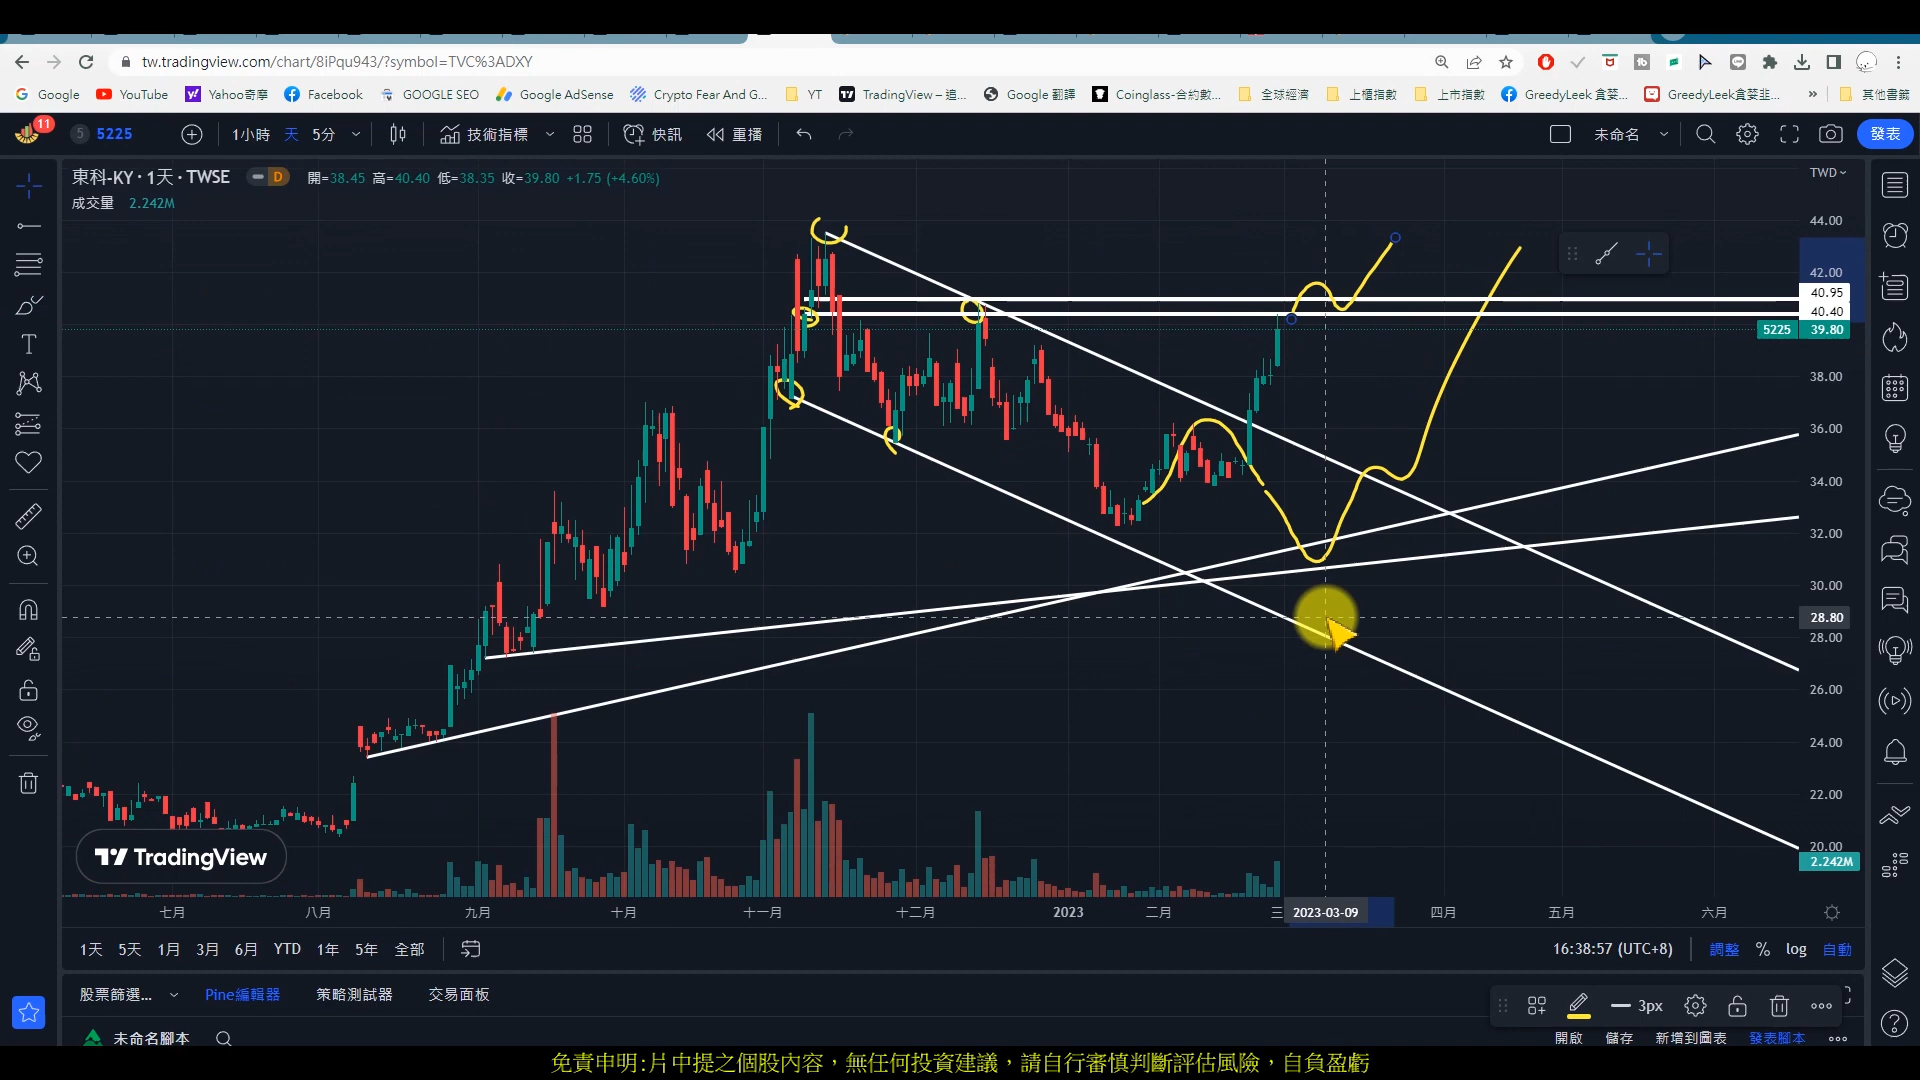 tw.tradingview.com/chart/8iPqu943/?symbol=TVC%3ADXY
Google YouTube Yahoo奇摩 Facebook GOOGLE SEO Google AdSense Crypto Fear And G... YT TradingView – 追... Google 翻譯 Coinglass-合約數... 全球經濟 上櫃指數 上市指數 GreedyLeek 貪婪... GreedyLeek貪婪韭... » 其他書籤
11 5 5225 1小時 天 5分 技術指標 快訊 重播 未命名 發表
東科-KY · 1天 · TWSE D 開=38.45 高=40.40 低=38.35 收=39.80 +1.75 (+4.60%) TWD
成交量 2.242M
44.00
42.00
40.95
40.40
5225 39.80
38.00
36.00
34.00
32.00
30.00
28.80
28.00
26.00
24.00
22.00
20.00
2.242M
TradingView
七月 八月 九月 十月 十一月 十二月 2023 二月 三 2023-03-09 四月 五月 六月
1天 5天 1月 3月 6月 YTD 1年 5年 全部 16:38:57 (UTC+8) 調整 % log 自動
股票篩選... Pine編輯器 策略測試器 交易面板 3px
未命名腳本 開啟 儲存 新增到圖表 發表腳本
免責申明:片中提之個股內容，無任何投資建議，請自行審慎判斷評估風險，自負盈虧